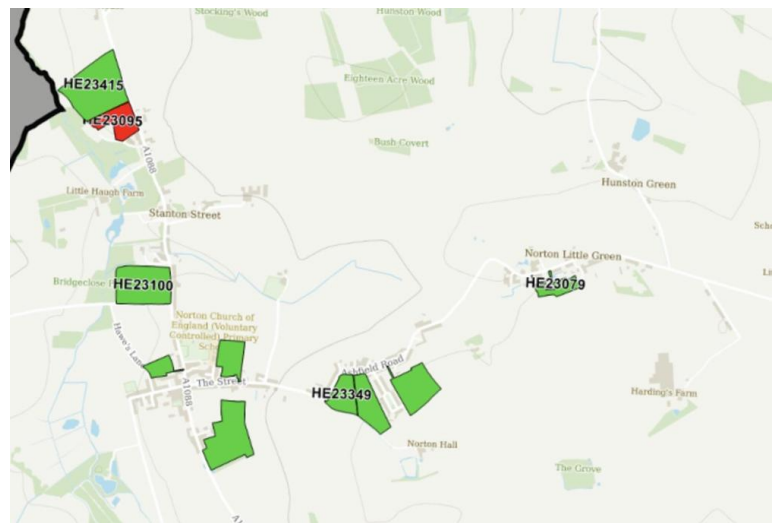 Stocking's Wood
Hunston Wood
HE23415
Eighteen Acre Wood
HE23095
A1088
Bush Covert
Little Haugh Farm
Hunston Green
Stanton Street
Norton Little Green
Bridgeclose
HE23100
HE23079
Norton Church of
England (Voluntary
Controlled) Primary
Howe's Lane
The Street
Ashfield Road
A1088
HE23349
Harding's Farm
Norton Hall
The Grove